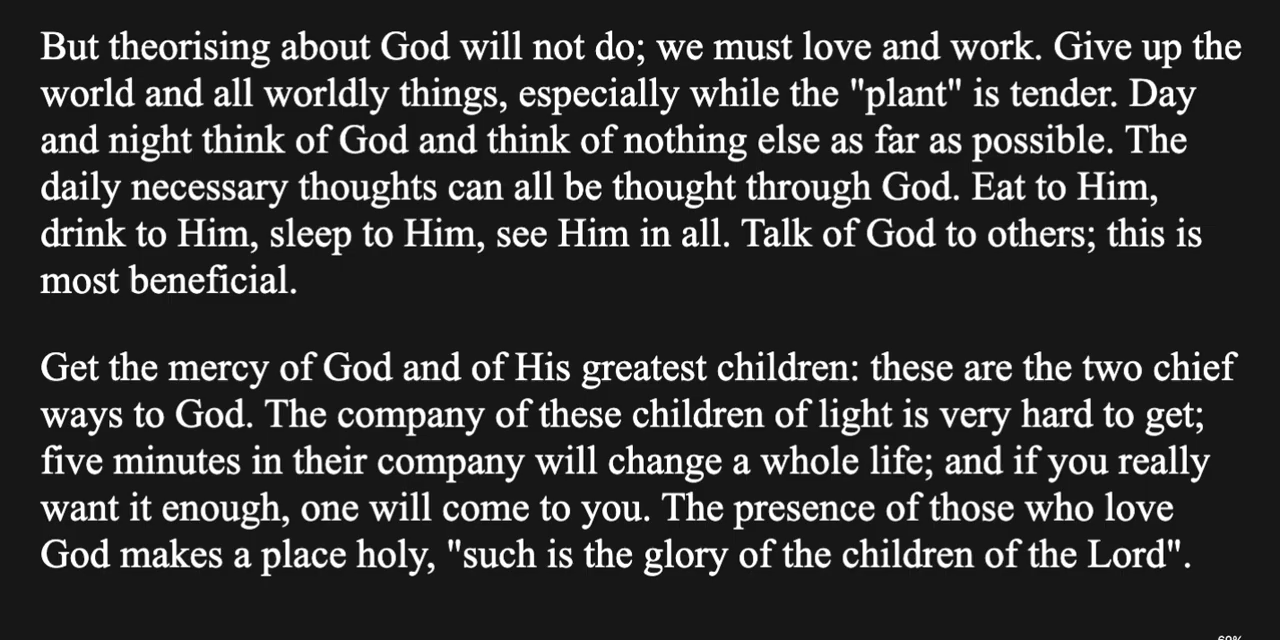 But theorising about God will not do; we must love and work. Give up the
world and all worldly things, especially while the "plant" is tender. Day
and night think of God and think of nothing else as far as possible. The
daily necessary thoughts can all be thought through God. Eat to Him,
drink to Him, sleep to Him, see Him in all. Talk of God to others; this is
most beneficial.
Get the mercy of God and of His greatest children: these are the two chief
ways to God. The company of these children of light is very hard to get;
five minutes in their company will change a whole life; and if you really
want it enough, one will come to you. The presence of those who love
God makes a place holy, "such is the glory of the children of the Lord".